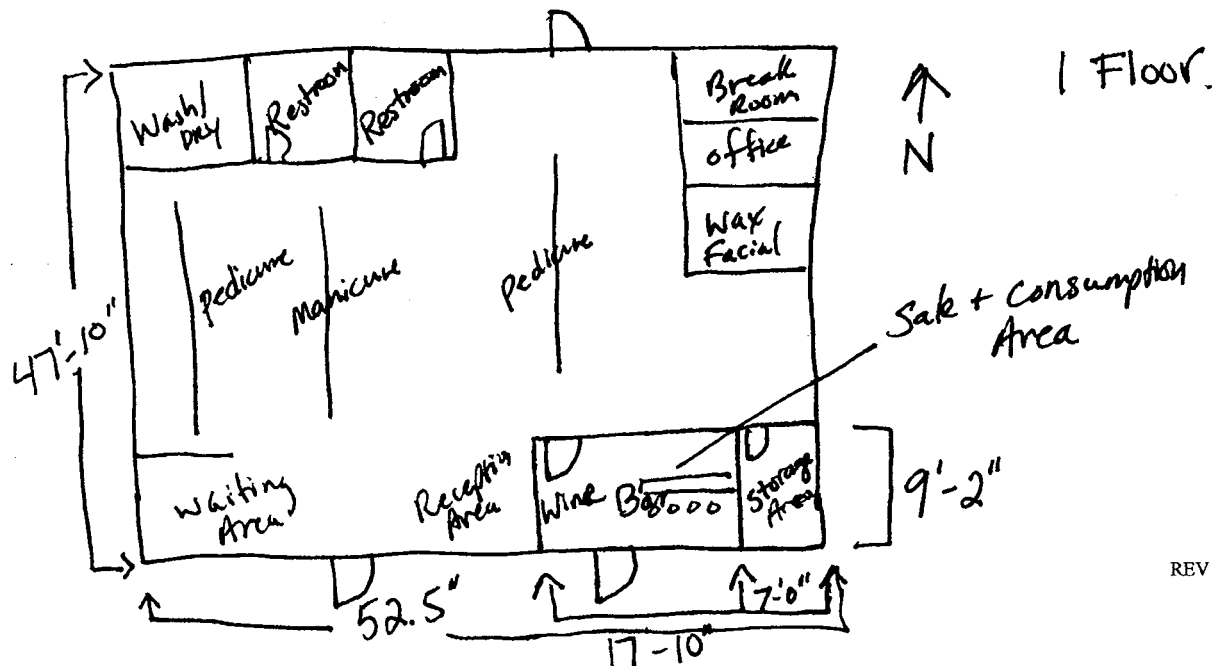 1 Floor.
Wash/
Dry
Restroom
Restroom
Break
Room
office
Wax
Facial
N
Pedicure
Manicure
Pedicure
Sale + Consumption
Area
47'-10"
Waiting
Area
Reception
Area
Wine Bar
Storage
Area
9'-2"
REV
52.5"
7'-0"
17-10"